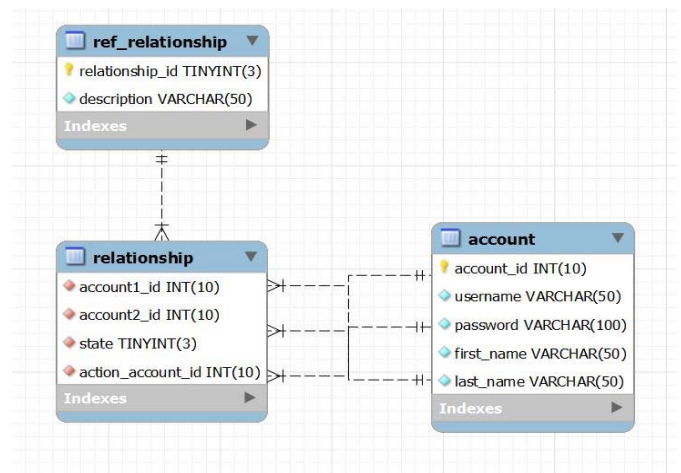 ref_relationship
relationship_id TINYINT(3)
description VARCHAR(50)
Indexes
relationship
account1_id INT(10)
account2_id INT(10)
state TINYINT(3)
action_account_id INT(10)
Indexes
account
account_id INT(10)
username VARCHAR(50)
password VARCHAR(100)
first_name VARCHAR(50)
last_name VARCHAR(50)
Indexes